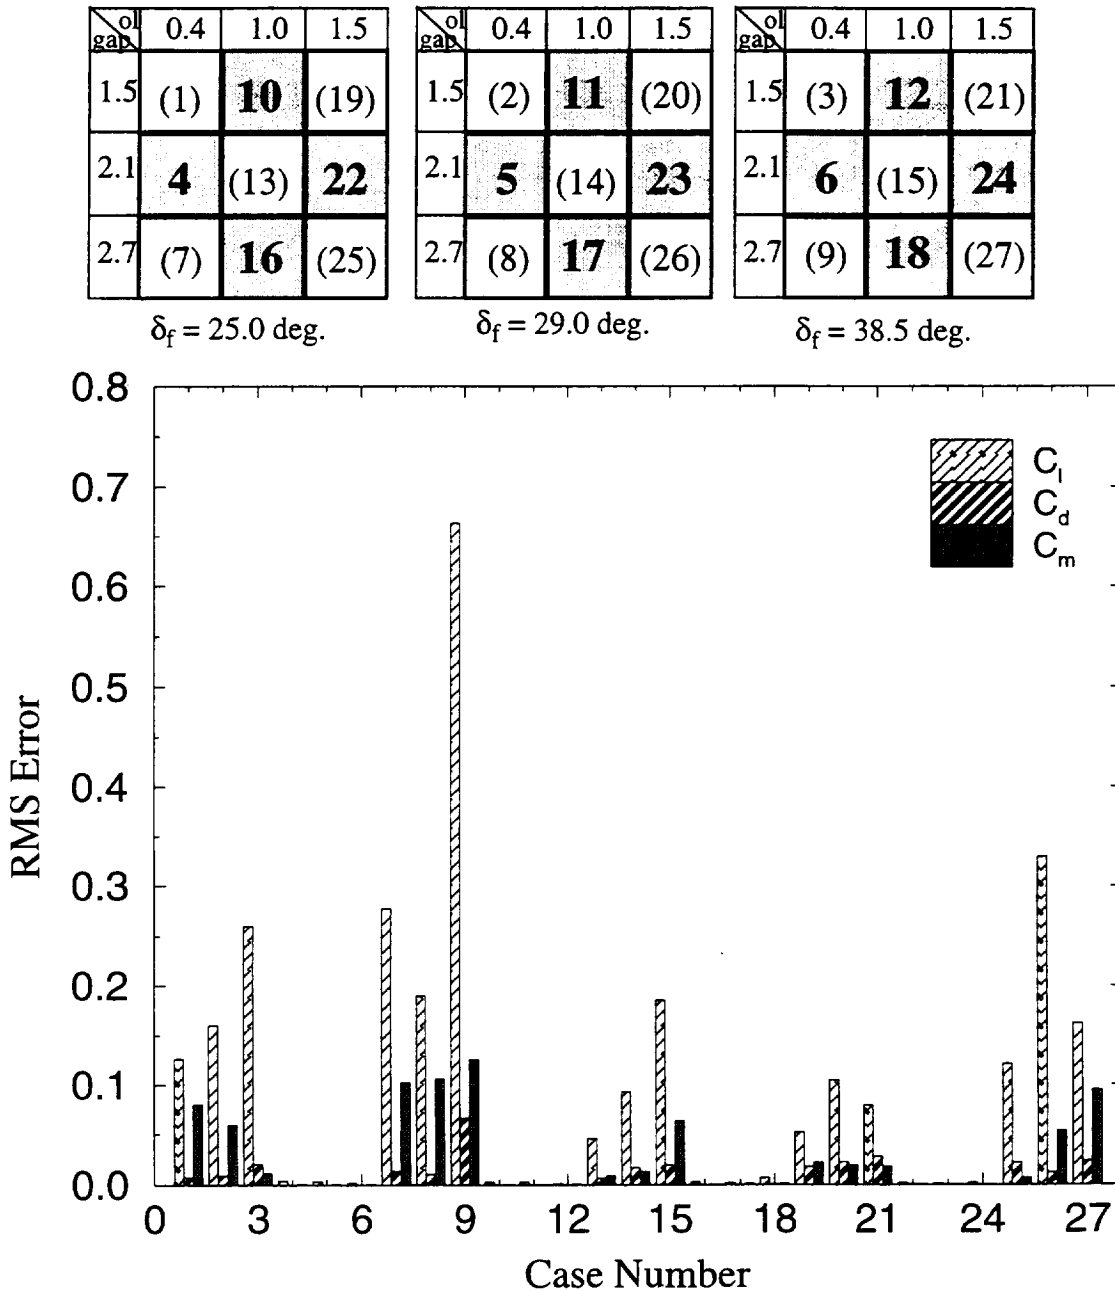 ol 0.4 1.0 1.5
gap
1.5 (1) 10 (19)
2.1 4 (13) 22
2.7 (7) 16 (25)
δf = 25.0 deg.
ol 0.4 1.0 1.5
gap
1.5 (2) 11 (20)
2.1 5 (14) 23
2.7 (8) 17 (26)
δf = 29.0 deg.
ol 0.4 1.0 1.5
gap
1.5 (3) 12 (21)
2.1 6 (15) 24
2.7 (9) 18 (27)
δf = 38.5 deg.
0.8
0.7
0.6
0.5
0.4
0.3
0.2
0.1
0.0
RMS Error
Cl
Cd
Cm
0 3 6 9 12 15 18 21 24 27
Case Number